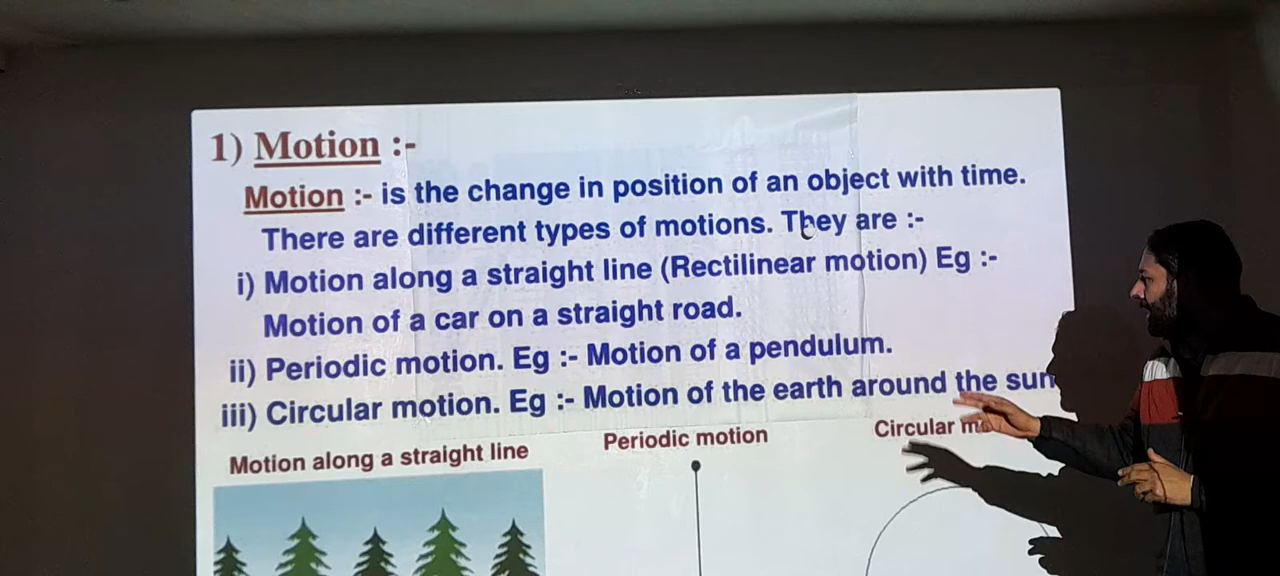 1) Motion :-
Motion :- is the change in position of an object with time.
There are different types of motions. They are :-
i) Motion along a straight line (Rectilinear motion) Eg :-
Motion of a car on a straight road.
ii) Periodic motion. Eg :- Motion of a pendulum.
iii) Circular motion. Eg :- Motion of the earth around the sun
Motion along a straight line
Periodic motion
Circular